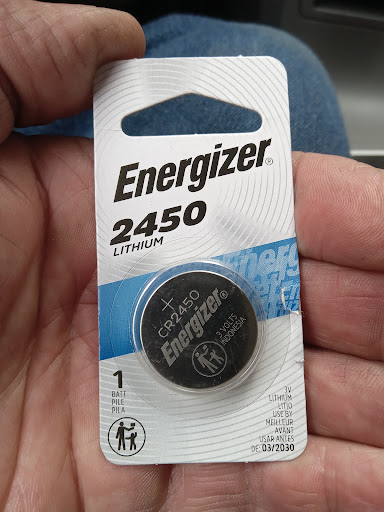 Energizer®
2450
LITHIUM
energ
+
CR2450
Energizer®
3 VOLTS
INDONESIA
1
BATT
PILE
PILA
3V
LITHIUM
LITIO
USE BY
MEILLEUR
AVANT
USAR ANTES
DE: 03/2030